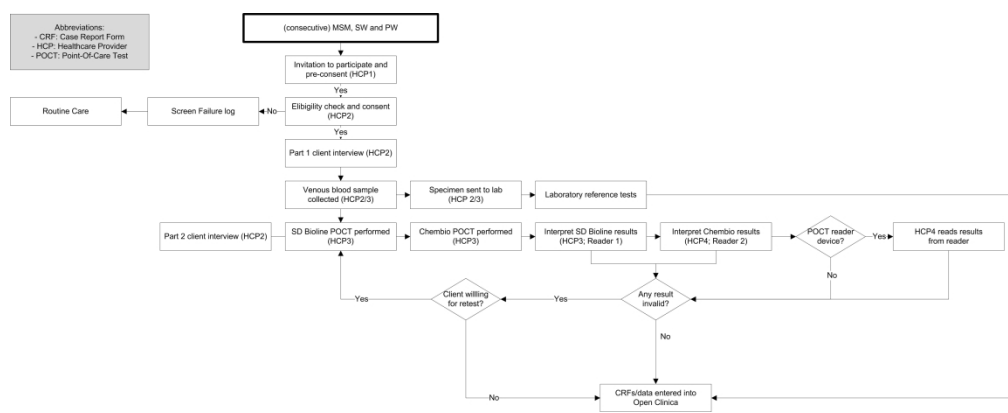 Abbreviations:
- CRF: Case Report Form
- HCP: Healthcare Provider
- POCT: Point-Of-Care Test
(consecutive) MSM, SW and PW
Invitation to participate and
pre-consent (HCP1)
Yes
Routine Care
Screen Failure log
No
Elibigility check and consent
(HCP2)
Yes
Part 1 client interview (HCP2)
Venous blood sample
collected (HCP2/3)
Specimen sent to lab
(HCP 2/3)
Laboratory reference tests
Part 2 client interview (HCP2)
SD Bioline POCT performed
(HCP3)
Chembio POCT performed
(HCP3)
Interpret SD Bioline results
(HCP3; Reader 1)
Interpret Chembio results
(HCP4; Reader 2)
POCT reader
device?
Yes
HCP4 reads results
from reader
No
Yes
Client willing
for retest?
Yes
Any result
invalid?
No
No
CRFs/data entered into
Open Clinica